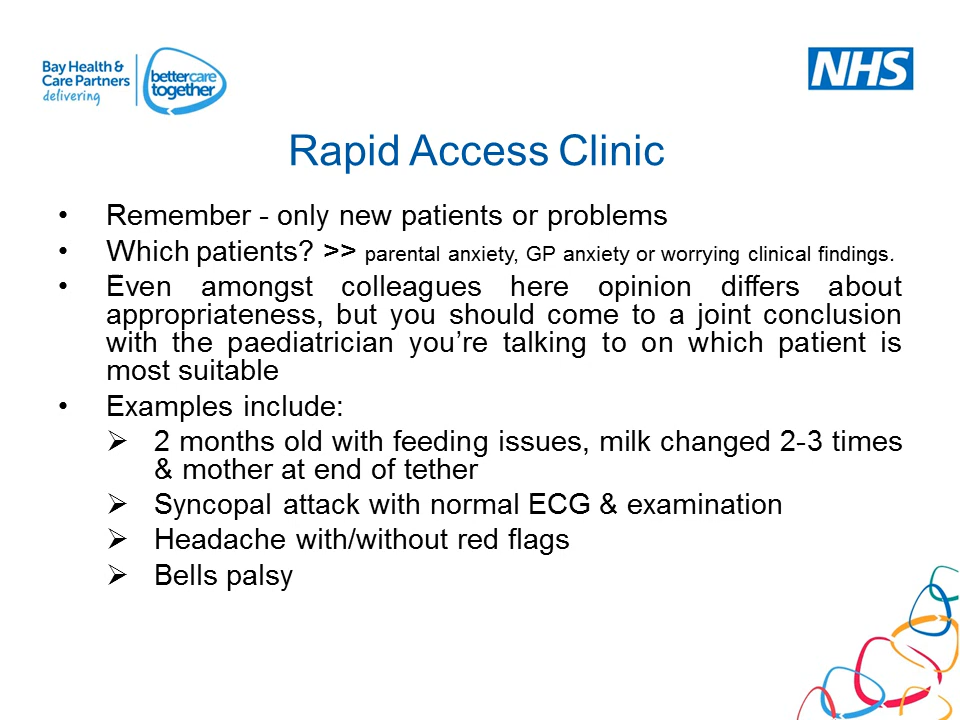 Bay Health &
Care Partners
delivering
bettercare
together
NHS
Rapid Access Clinic
• Remember - only new patients or problems
• Which patients? >> parental anxiety, GP anxiety or worrying clinical findings.
• Even amongst colleagues here opinion differs about
appropriateness, but you should come to a joint conclusion
with the paediatrician you’re talking to on which patient is
most suitable
• Examples include:
➢ 2 months old with feeding issues, milk changed 2-3 times
& mother at end of tether
➢ Syncopal attack with normal ECG & examination
➢ Headache with/without red flags
➢ Bells palsy